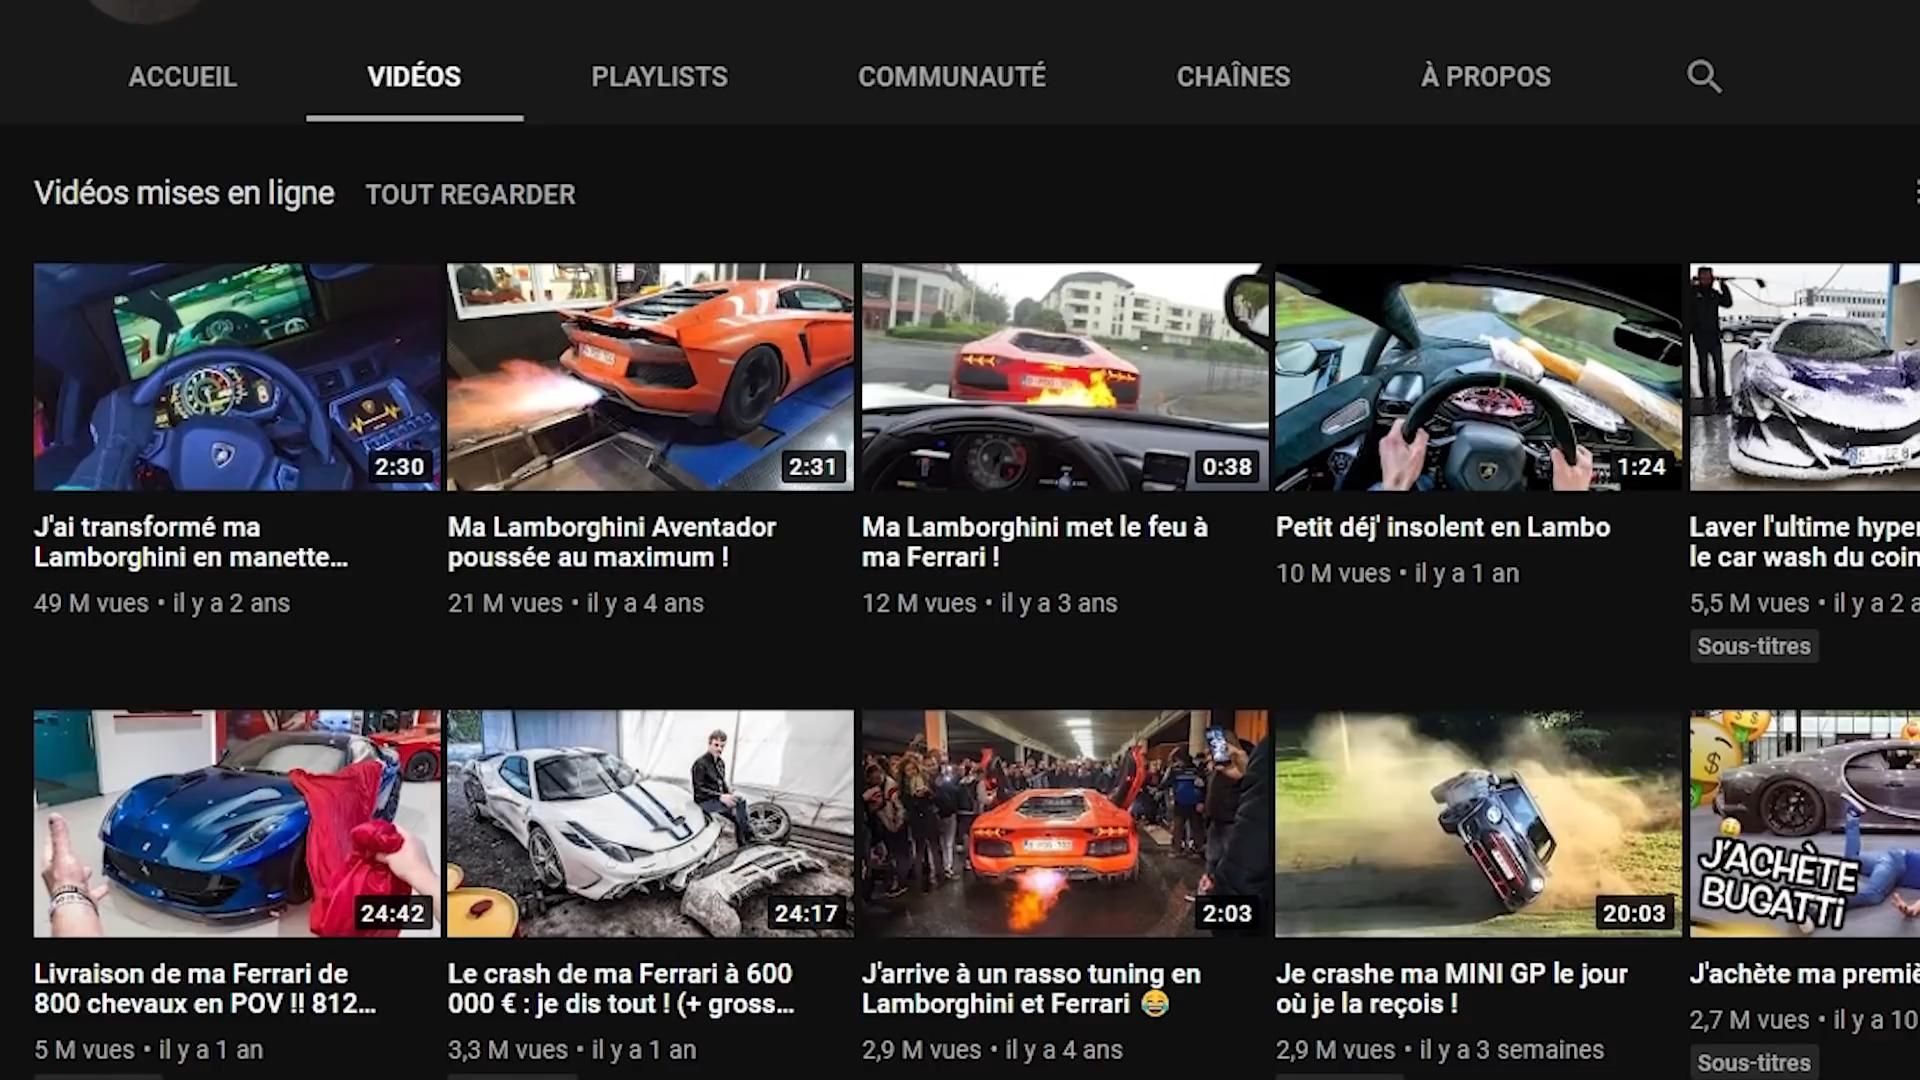 ACCUEIL VIDÉOS PLAYLISTS COMMUNAUTÉ CHAÎNES À PROPOS
Vidéos mises en ligne TOUT REGARDER
2:30
J'ai transformé ma
Lamborghini en manette...
49 M vues • il y a 2 ans
2:31
Ma Lamborghini Aventador
poussée au maximum !
21 M vues • il y a 4 ans
0:38
Ma Lamborghini met le feu à
ma Ferrari !
12 M vues • il y a 3 ans
1:24
Petit déj' insolent en Lambo
10 M vues • il y a 1 an
Laver l'ultime hyper
le car wash du coin
5,5 M vues • il y a 2 a
Sous-titres
24:42
Livraison de ma Ferrari de
800 chevaux en POV !! 812...
5 M vues • il y a 1 an
24:17
Le crash de ma Ferrari à 600
000 € : je dis tout ! (+ gross...
3,3 M vues • il y a 1 an
2:03
J'arrive à un rasso tuning en
Lamborghini et Ferrari 😂
2,9 M vues • il y a 4 ans
20:03
Je crashe ma MINI GP le jour
où je la reçois !
2,9 M vues • il y a 3 semaines
J'ACHÈTE
BUGATTi
J'achète ma premiè
2,7 M vues • il y a 10
Sous-titres